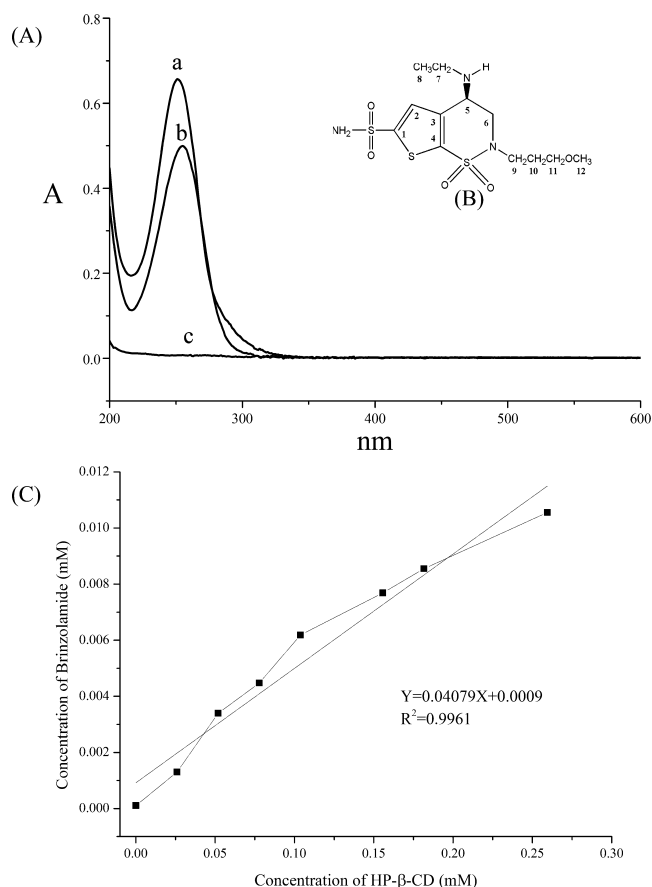 (A)
0.8
0.6
0.4
0.2
0.0
A
a
b
c
200
300
400
500
600
nm
CH₃CH₂
8
7
N
H
5
6
2
3
4
1
NH₂
S
O
O
S
S
O
O
N
CH₂CH₂CH₂OCH₃
9
10
11
12
(B)
(C)
0.012
0.010
0.008
0.006
0.004
0.002
0.000
Concentration of Brinzolamide (mM)
Y=0.04079X+0.0009
R²=0.9961
0.00
0.05
0.10
0.15
0.20
0.25
0.30
Concentration of HP-β-CD (mM)